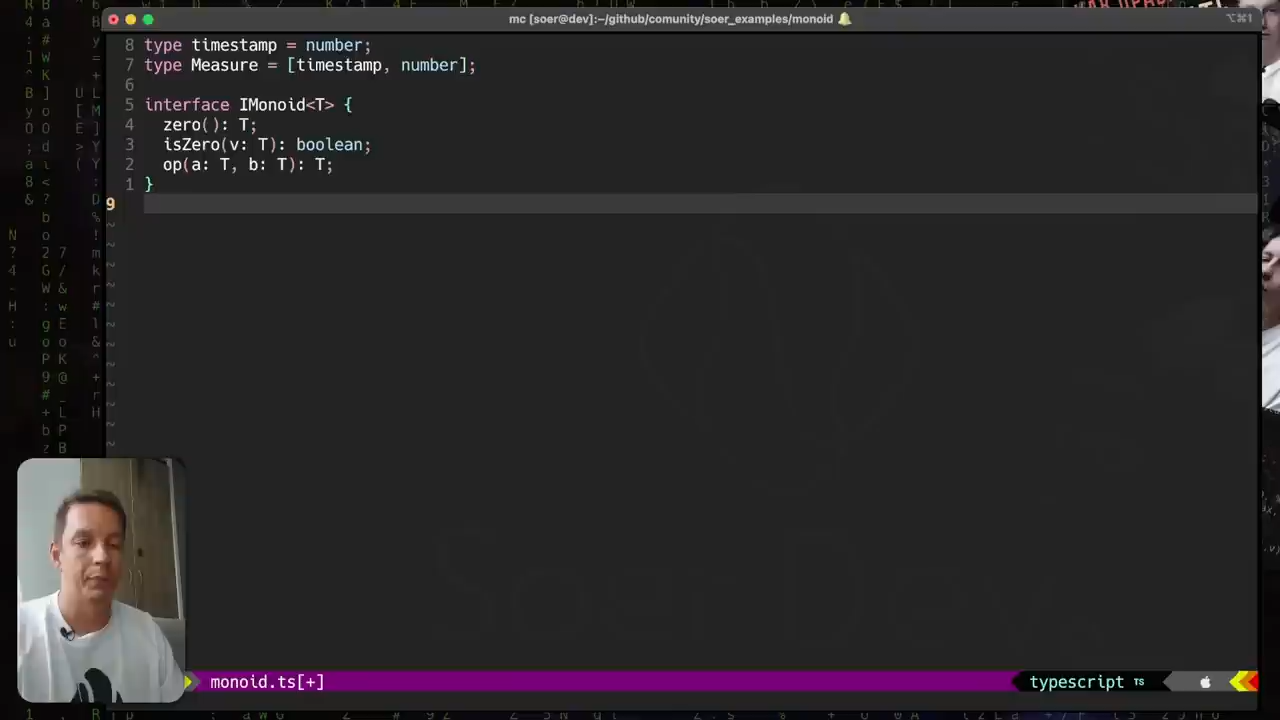 mc [soer@dev]:~/github/comunity/soer_examples/monoid 🔔
⌥⌘1
8 type timestamp = number;
7 type Measure = [timestamp, number];
6
5 interface IMonoid<T> {
4 zero(): T;
3 isZero(v: T): boolean;
2 op(a: T, b: T): T;
1 }
9
~
~
~
~
~
~
~
~
~
~
~
~
monoid.ts[+]
typescript TS